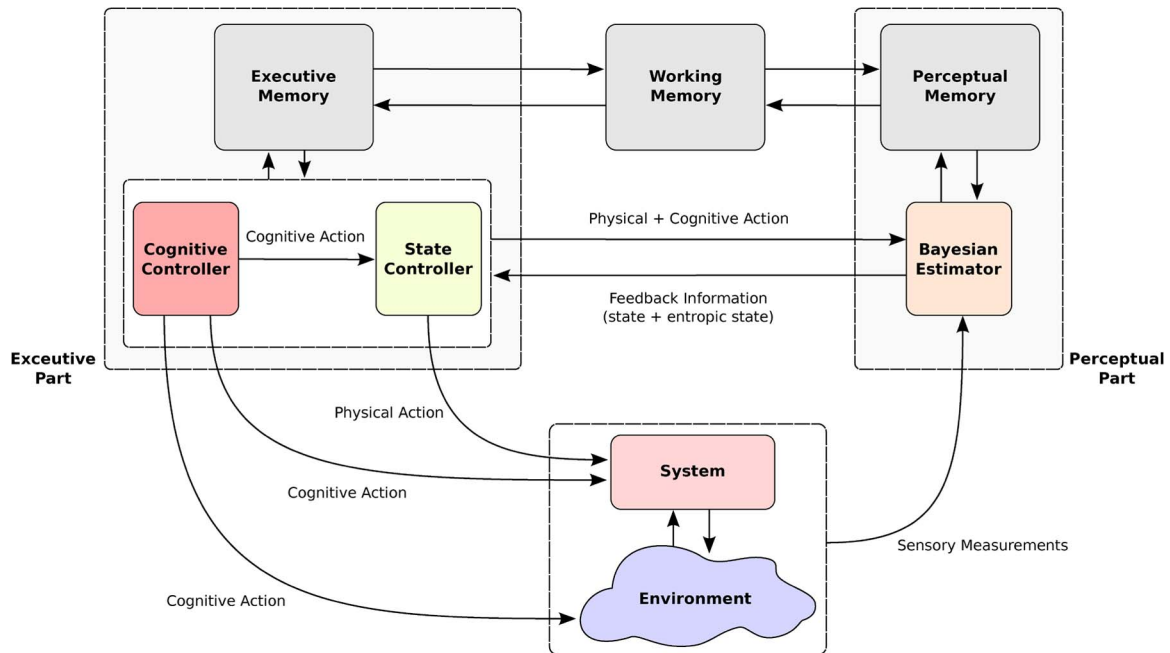 Executive
Memory
Working
Memory
Perceptual
Memory
Cognitive
Controller
Cognitive Action
State
Controller
Physical + Cognitive Action
Bayesian
Estimator
Feedback Information
(state + entropic state)
Exceutive
Part
Perceptual
Part
Physical Action
System
Cognitive Action
Sensory Measurements
Environment
Cognitive Action